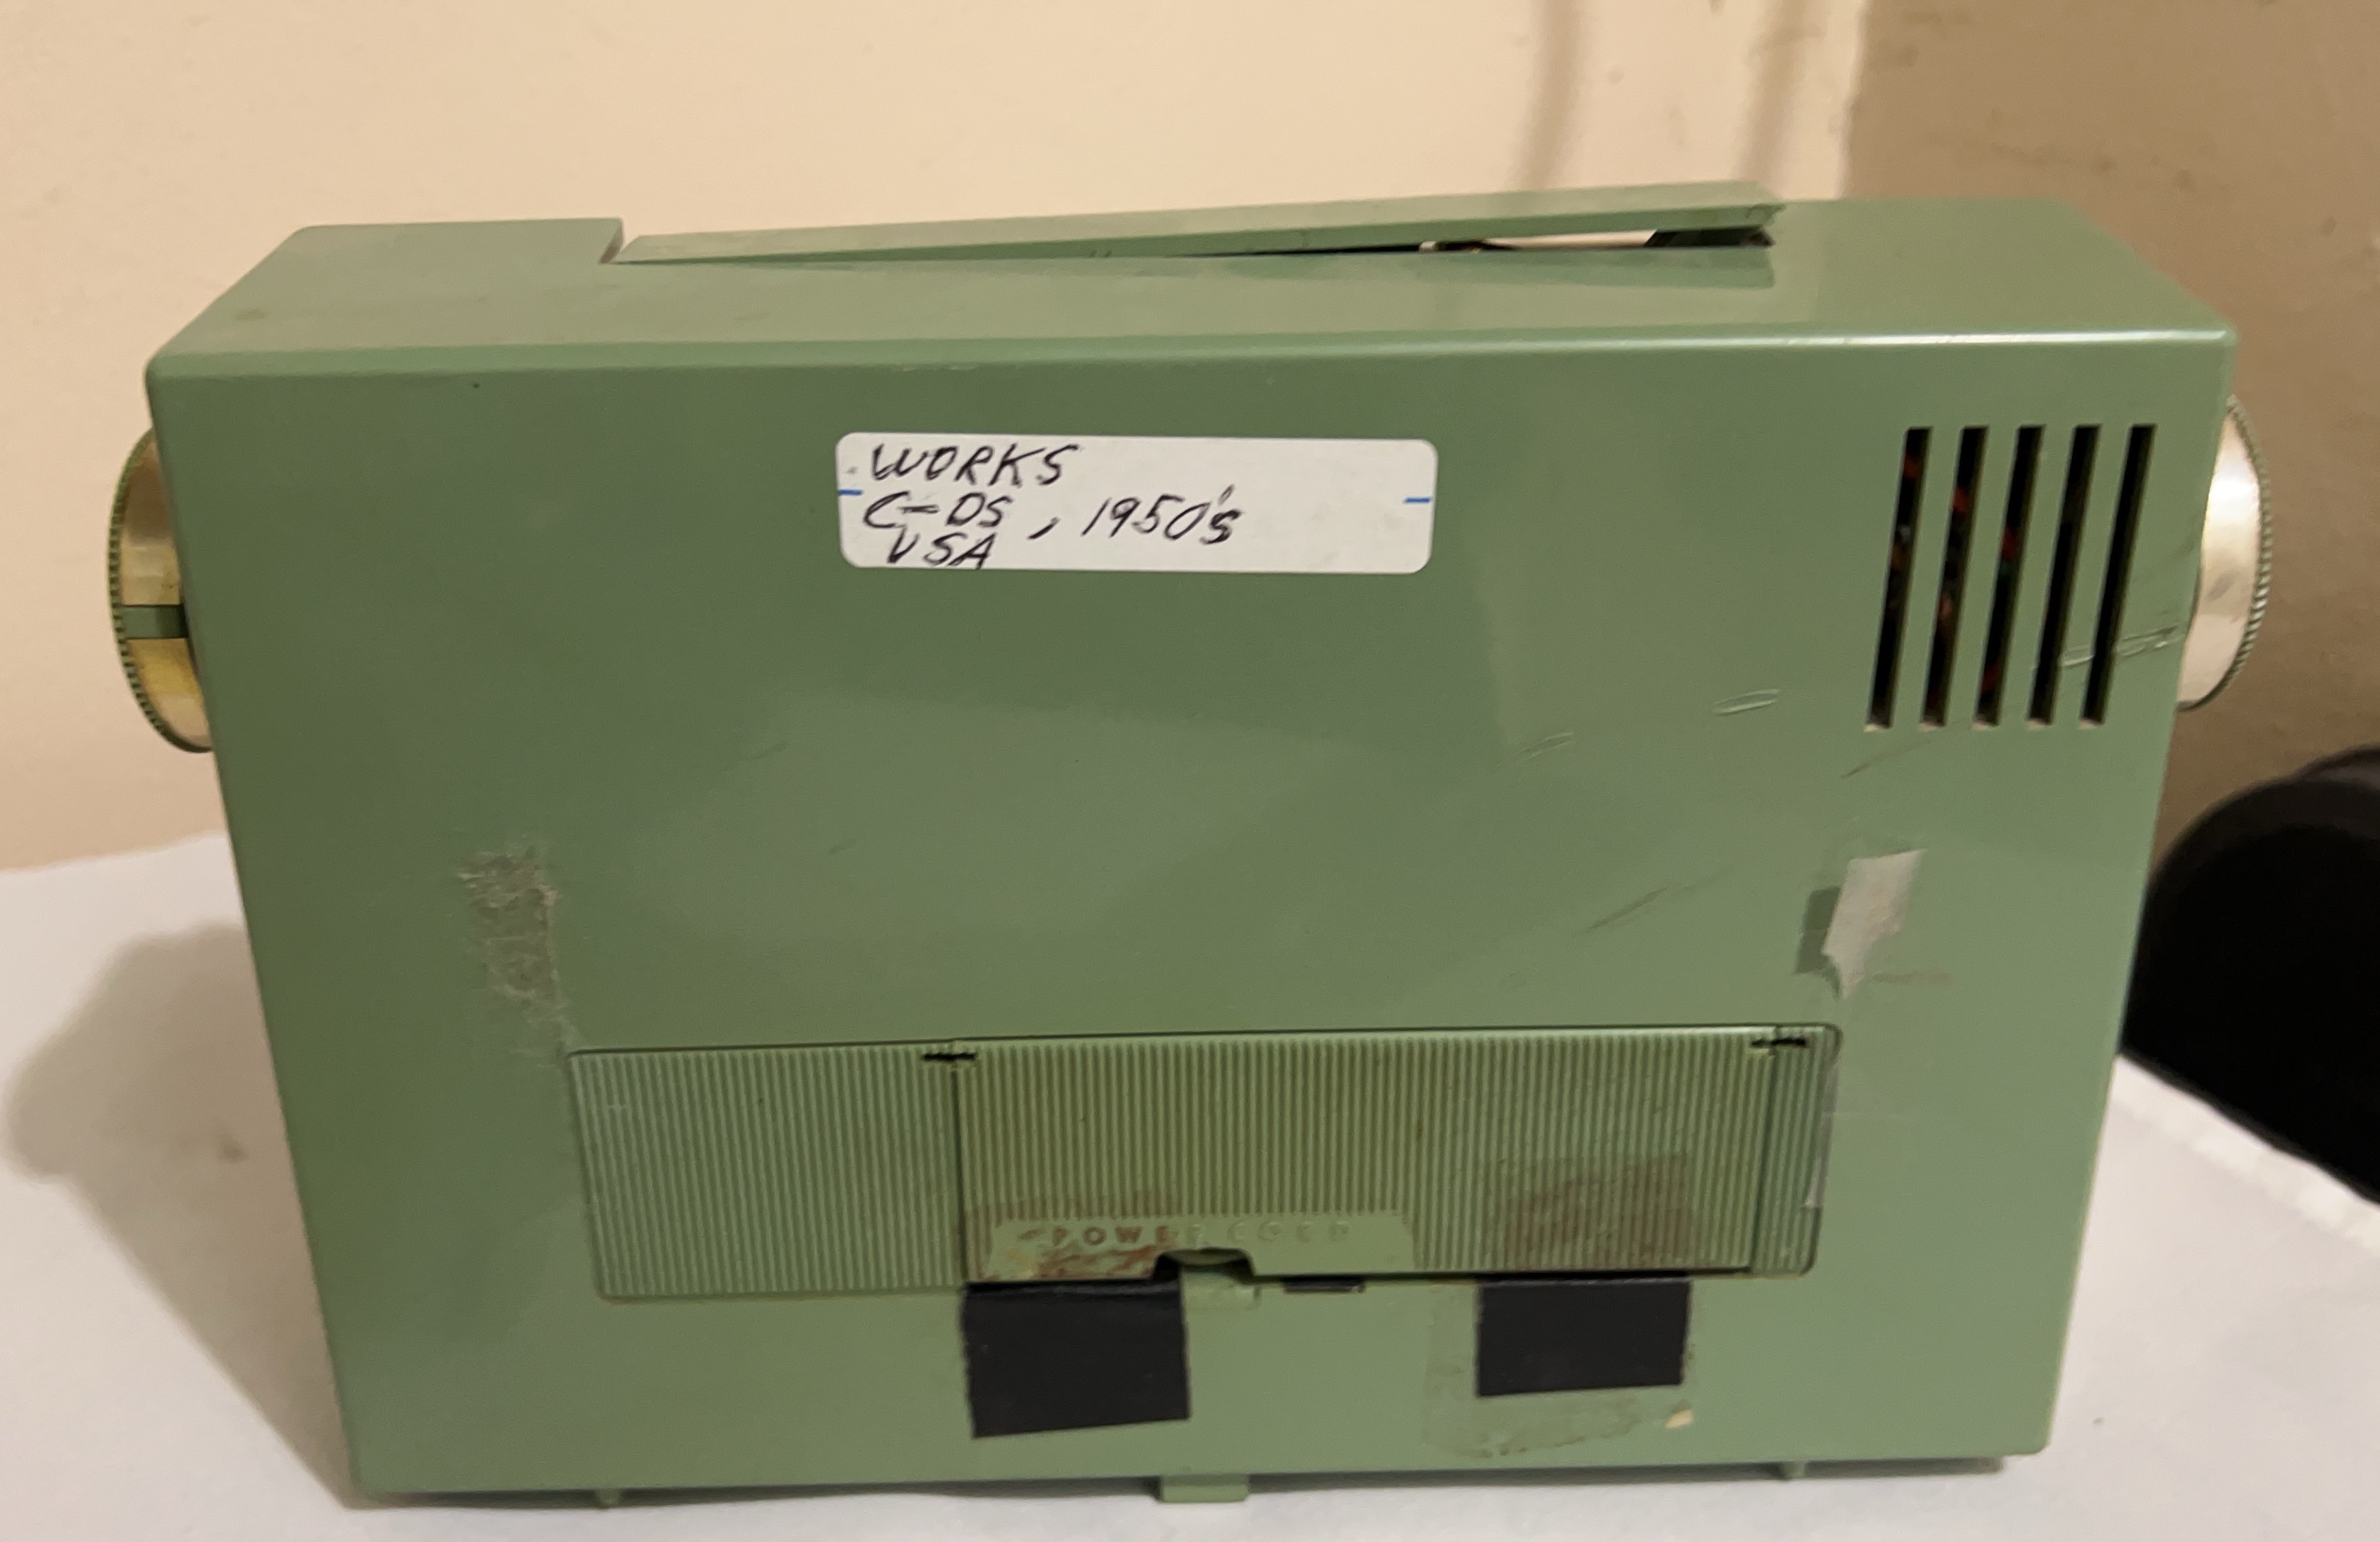 WORKS
C-DS, 1950's
USA
POWER CORD